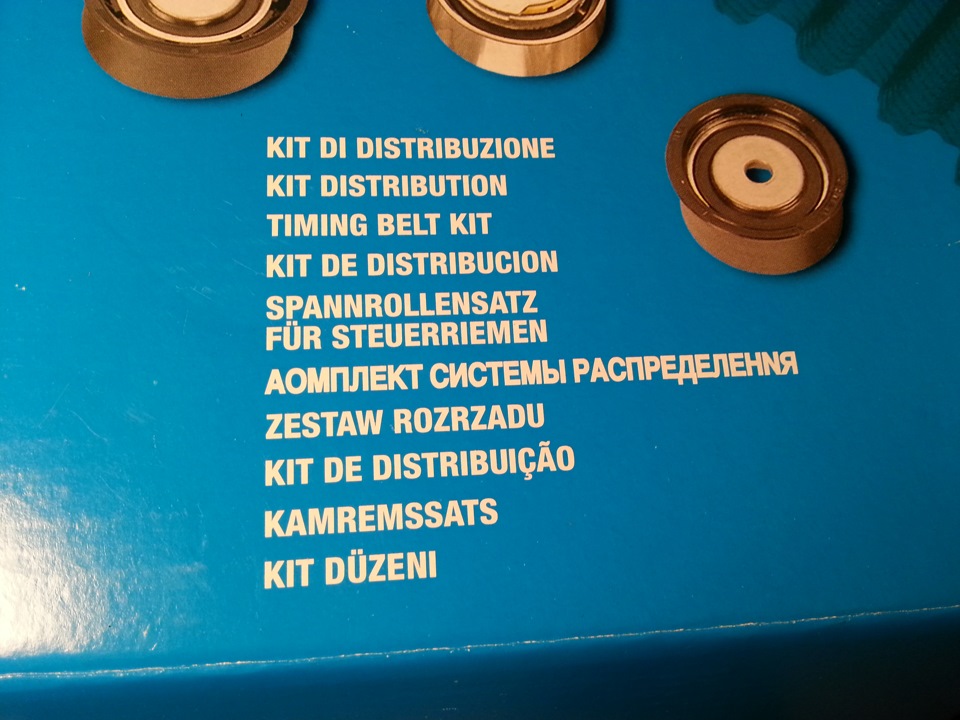 KIT DI DISTRIBUZIONE
KIT DISTRIBUTION
TIMING BELT KIT
KIT DE DISTRIBUCION
SPANNROLLENSATZ
FÜR STEUERRIEMEN
АОМПЛЕКТ СИСТЕМЫ РАСПРЕДЕЛЕНNЯ
ZESTAW ROZRZADU
KIT DE DISTRIBUIÇÃO
KAMREMSSATS
KIT DÜZENI